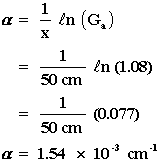 α = 1/x ℓn (Gₐ)
= 1/50 cm ℓn (1.08)
= 1/50 cm (0.077)
α = 1.54 × 10⁻³ cm⁻¹